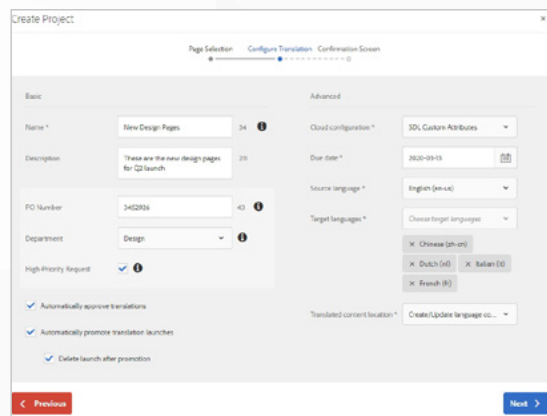 Create Project
×
Page Selection Configure Translation Confirmation Screen
Basic
Name * New Design Pages 34
Description These are the new design pages
for Q2 launch
PO Number 3452926 43
Department Design
High-Priority Request
Automatically approve translations
Automatically promote translation launches
Delete launch after promotion
Advanced
Cloud configuration * SDL Custom Attributes
Due date * 2020-03-13
Source language * English (en-us)
Target languages * Choose target languages
× Chinese (zh-cn)
× Dutch (nl) × Italian (it)
× French (fr)
Translated content location * Create/Update language co...
Previous
Next